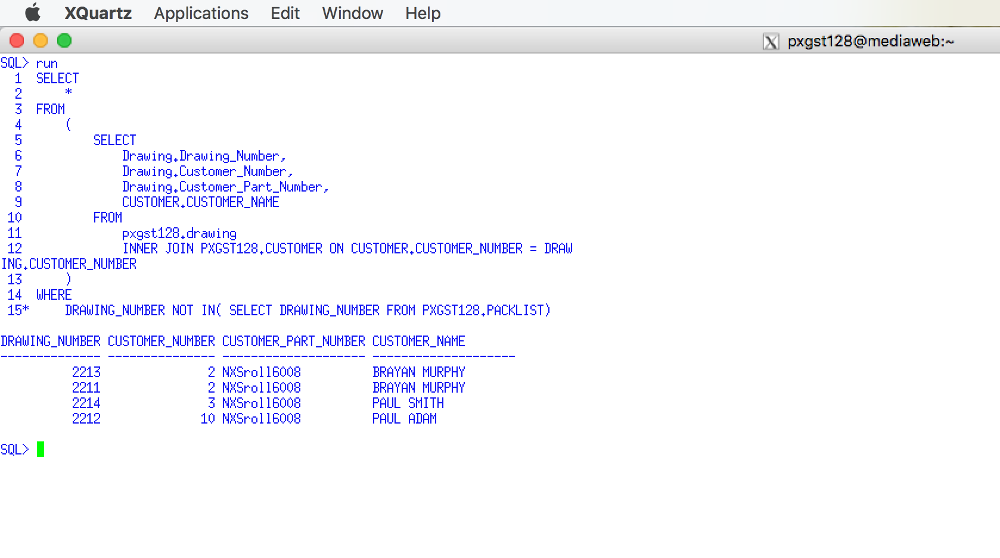 XQuartz Applications Edit Window Help
pxgst128@mediaweb:~
SQL> run
  1  SELECT
  2      *
  3  FROM
  4      (
  5          SELECT
  6              Drawing.Drawing_Number,
  7              Drawing.Customer_Number,
  8              Drawing.Customer_Part_Number,
  9              CUSTOMER.CUSTOMER_NAME
 10          FROM
 11              pxgst128.drawing
 12              INNER JOIN PXGST128.CUSTOMER ON CUSTOMER.CUSTOMER_NUMBER = DRAW
ING.CUSTOMER_NUMBER
 13      )
 14  WHERE
 15*     DRAWING_NUMBER NOT IN( SELECT DRAWING_NUMBER FROM PXGST128.PACKLIST)
DRAWING_NUMBER CUSTOMER_NUMBER CUSTOMER_PART_NUMBER CUSTOMER_NAME
-------------- --------------- -------------------- --------------------
          2213               2 NXSroll6008          BRAYAN MURPHY
          2211               2 NXSroll6008          BRAYAN MURPHY
          2214               3 NXSroll6008          PAUL SMITH
          2212              10 NXSroll6008          PAUL ADAM
SQL>